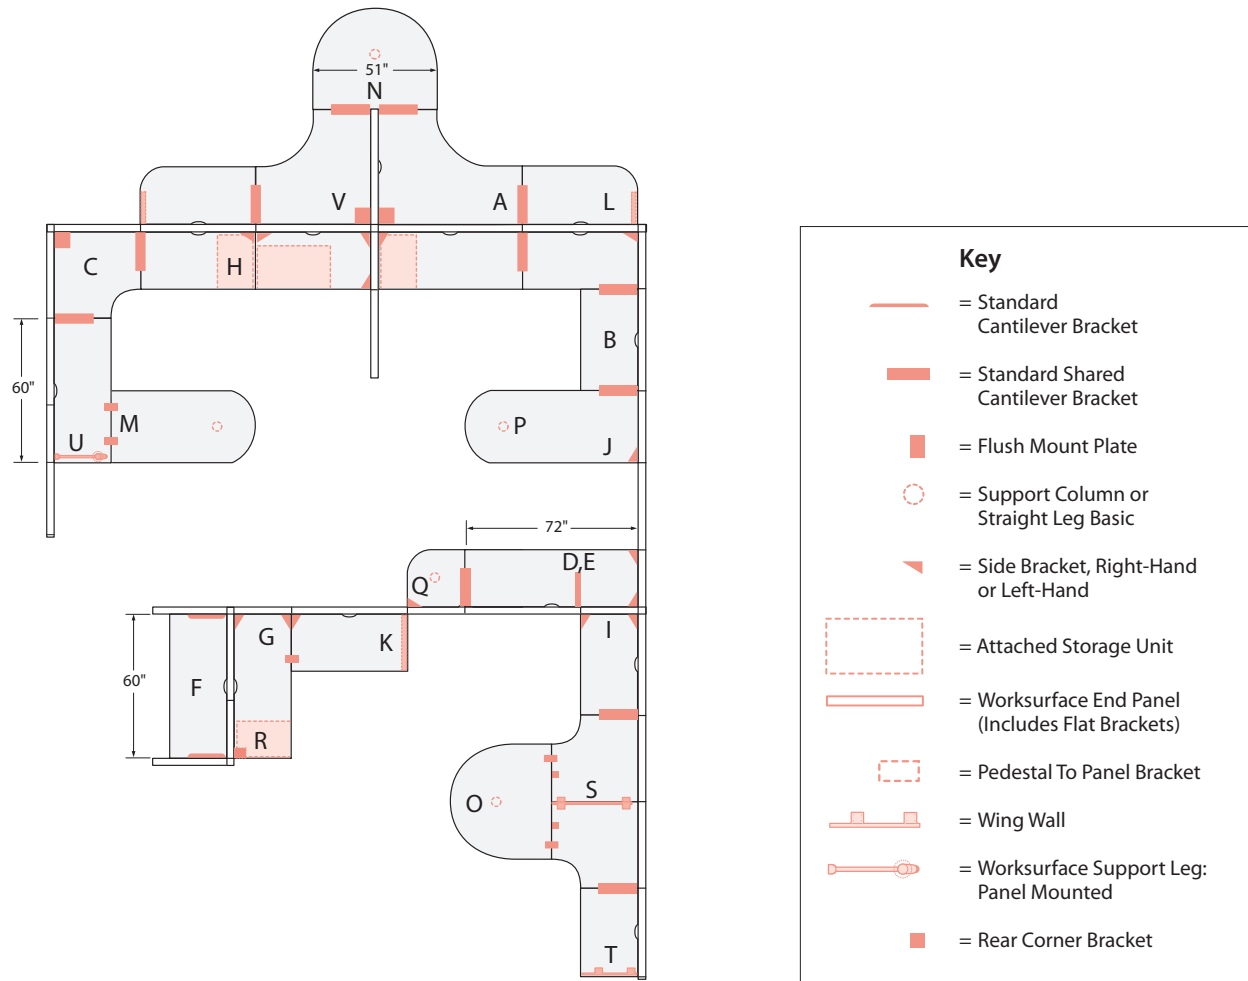 51"
N
V
A
L
C
H
B
60"
M
P
U
J
72"
D,E
Q
G
I
K
60"
F
R
S
O
T
Key
= Standard
Cantilever Bracket
= Standard Shared
Cantilever Bracket
= Flush Mount Plate
= Support Column or
Straight Leg Basic
= Side Bracket, Right-Hand
or Left-Hand
= Attached Storage Unit
= Worksurface End Panel
(Includes Flat Brackets)
= Pedestal To Panel Bracket
= Wing Wall
= Worksurface Support Leg:
Panel Mounted
= Rear Corner Bracket